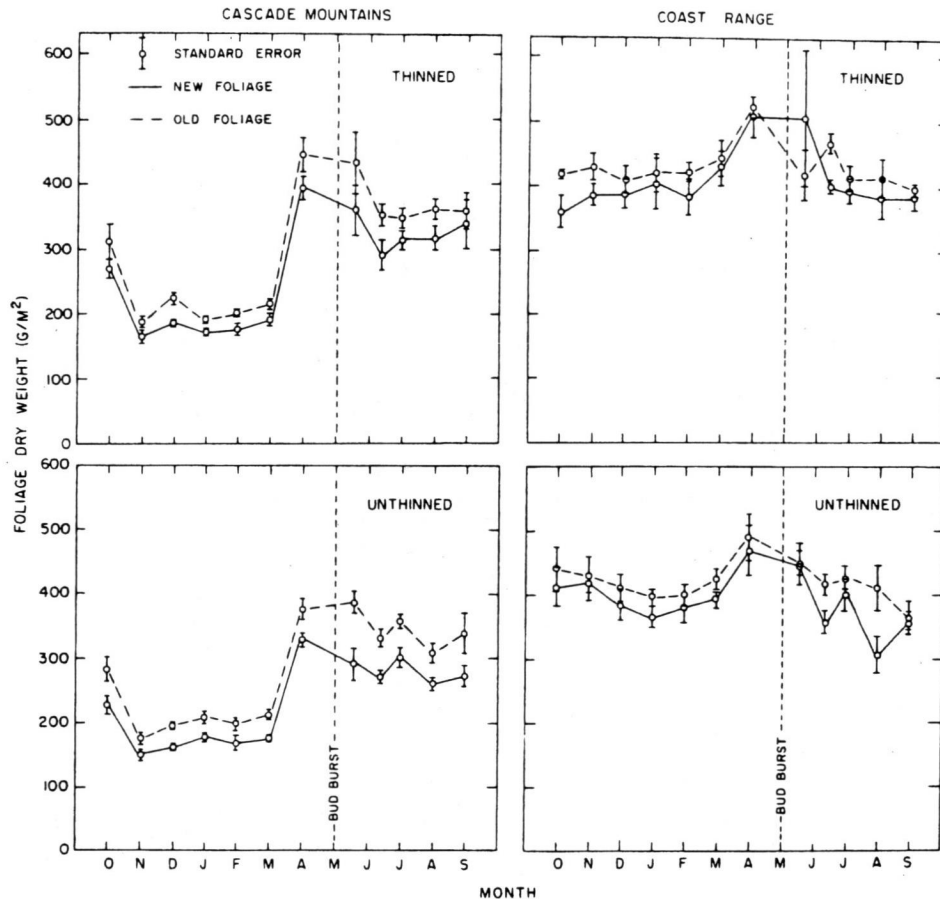 CASCADE MOUNTAINS
COAST RANGE
STANDARD ERROR
NEW FOLIAGE
OLD FOLIAGE
THINNED
THINNED
600
500
400
300
200
100
0
FOLIAGE DRY WEIGHT (G/M²)
600
500
400
300
200
100
0
UNTHINNED
UNTHINNED
BUD BURST
BUD BURST
O N D J F M A M J J A S
O N D J F M A M J J A S
MONTH